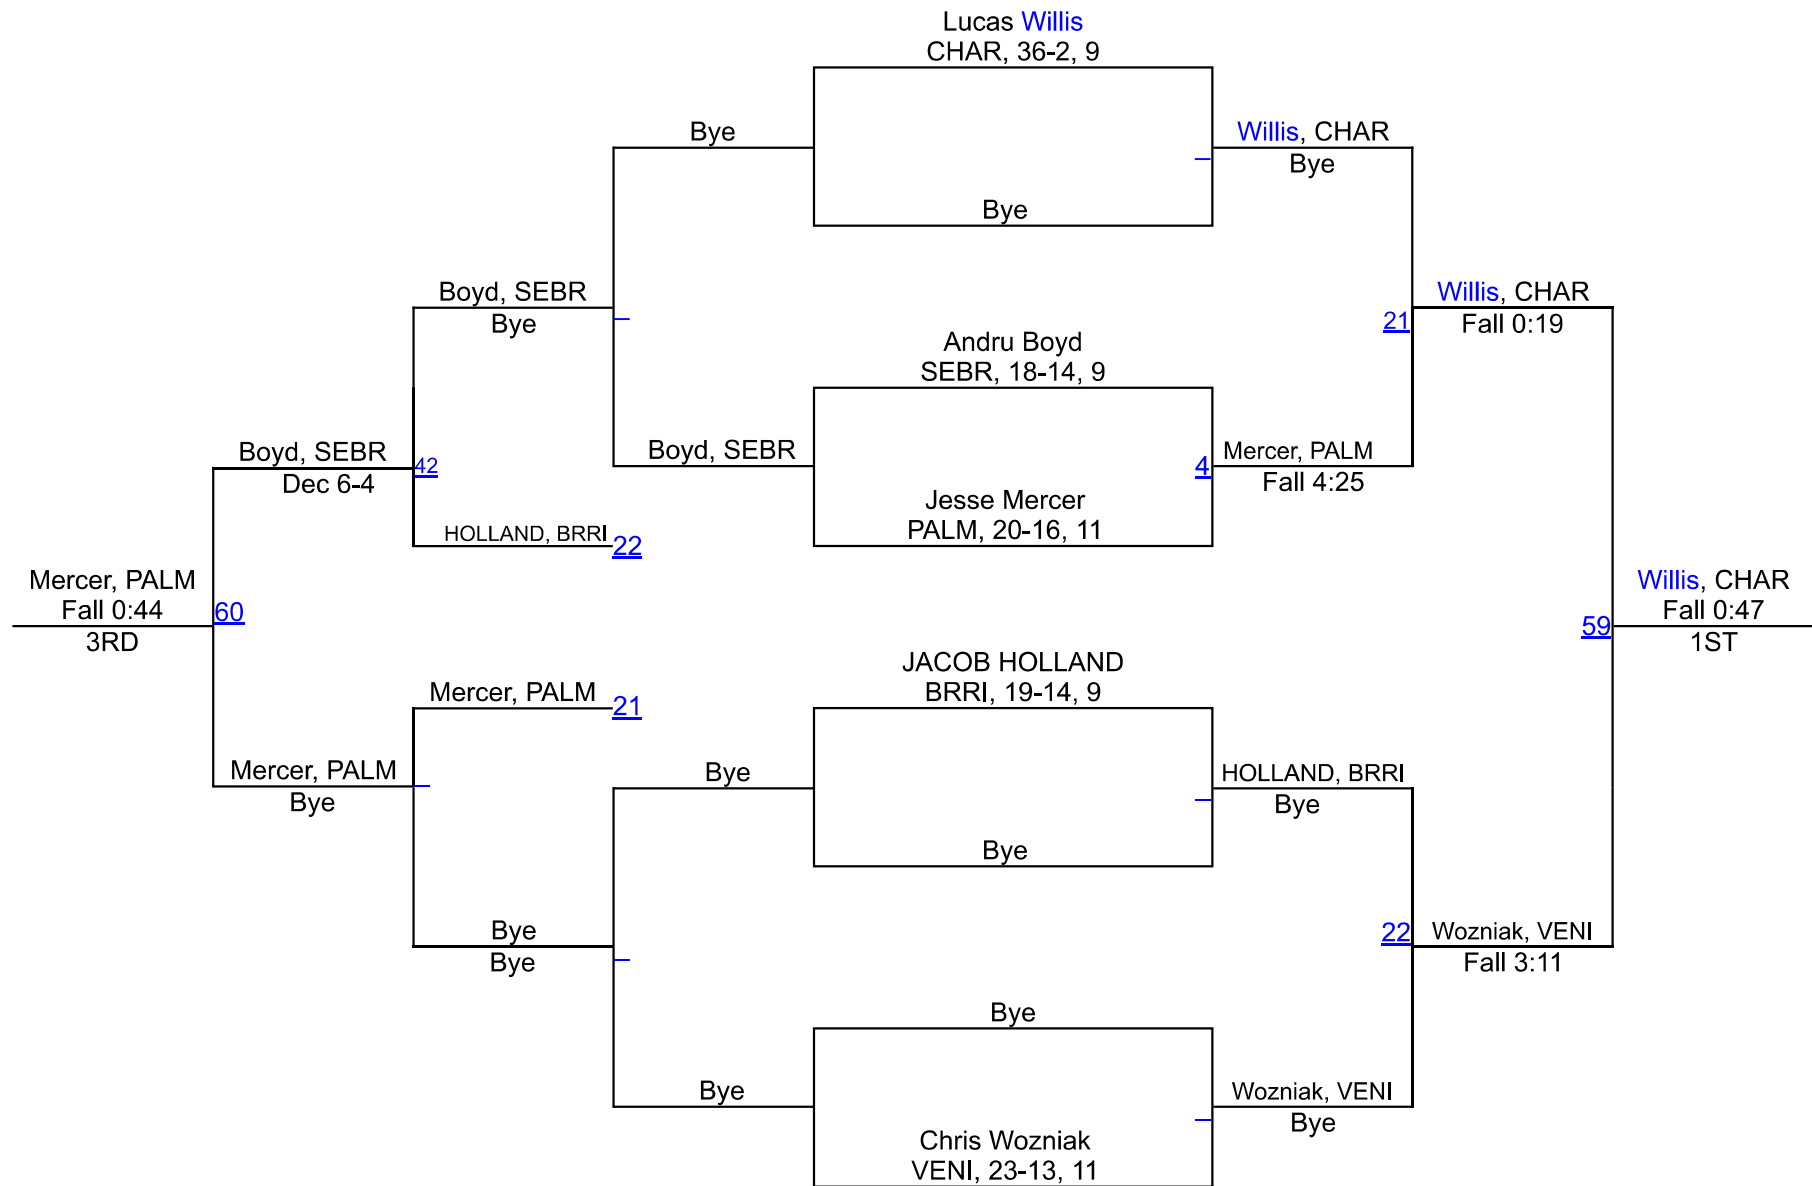 Lucas Willis
CHAR, 36-2, 9
Bye
Willis, CHAR
Bye
Bye
Boyd, SEBR
Bye
Willis, CHAR
21
Fall 0:19
Andru Boyd
SEBR, 18-14, 9
Boyd, SEBR
42
Dec 6-4
Boyd, SEBR
4
Mercer, PALM
Fall 4:25
Jesse Mercer
PALM, 20-16, 11
HOLLAND, BRRI
22
Mercer, PALM
Fall 0:44
60
3RD
Willis, CHAR
Fall 0:47
59
1ST
JACOB HOLLAND
BRRI, 19-14, 9
Mercer, PALM
21
Mercer, PALM
Bye
Bye
HOLLAND, BRRI
Bye
Bye
Bye
Bye
22
Wozniak, VENI
Fall 3:11
Bye
Bye
Wozniak, VENI
Bye
Chris Wozniak
VENI, 23-13, 11